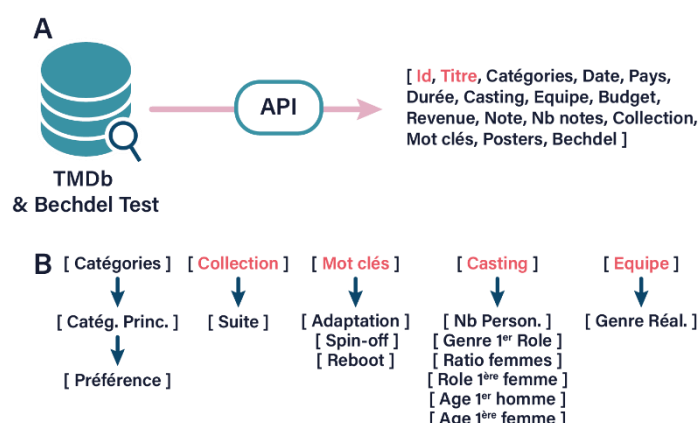 A
API
TMDb
& Bechdel Test
[ Id, Titre, Catégories, Date, Pays,
Durée, Casting, Equipe, Budget,
Revenue, Note, Nb notes, Collection,
Mot clés, Posters, Bechdel ]
B
[ Catégories ] [ Collection ] [ Mot clés ] [ Casting ] [ Equipe ]
[ Catég. Princ. ] [ Suite ] [ Adaptation ] [ Nb Person. ] [ Genre Réal. ]
[ Spin-off ] [ Genre 1er Role ]
[ Reboot ] [ Ratio femmes ]
[ Préférence ] [ Role 1ère femme ]
[ Age 1er homme ]
[ Age 1ère femme ]